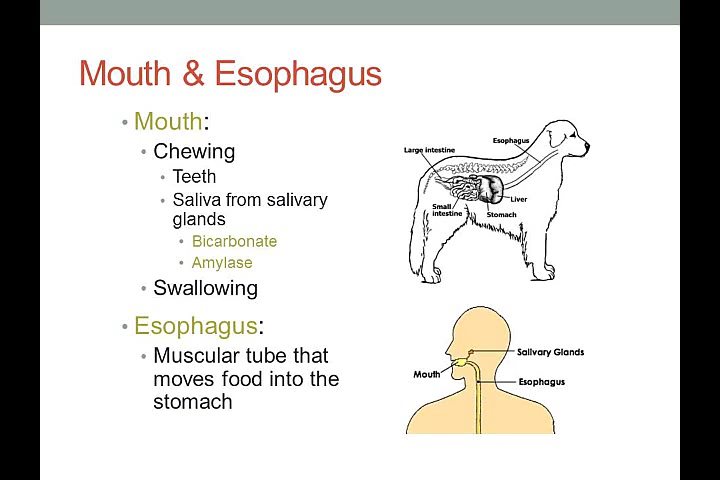 Mouth & Esophagus
• Mouth:
• Chewing
• Teeth
• Saliva from salivary
glands
• Bicarbonate
• Amylase
• Swallowing
• Esophagus:
• Muscular tube that
moves food into the
stomach
Esophagus
Large intestine
Liver
Small
intestine
Stomach
Salivary Glands
Mouth
Esophagus